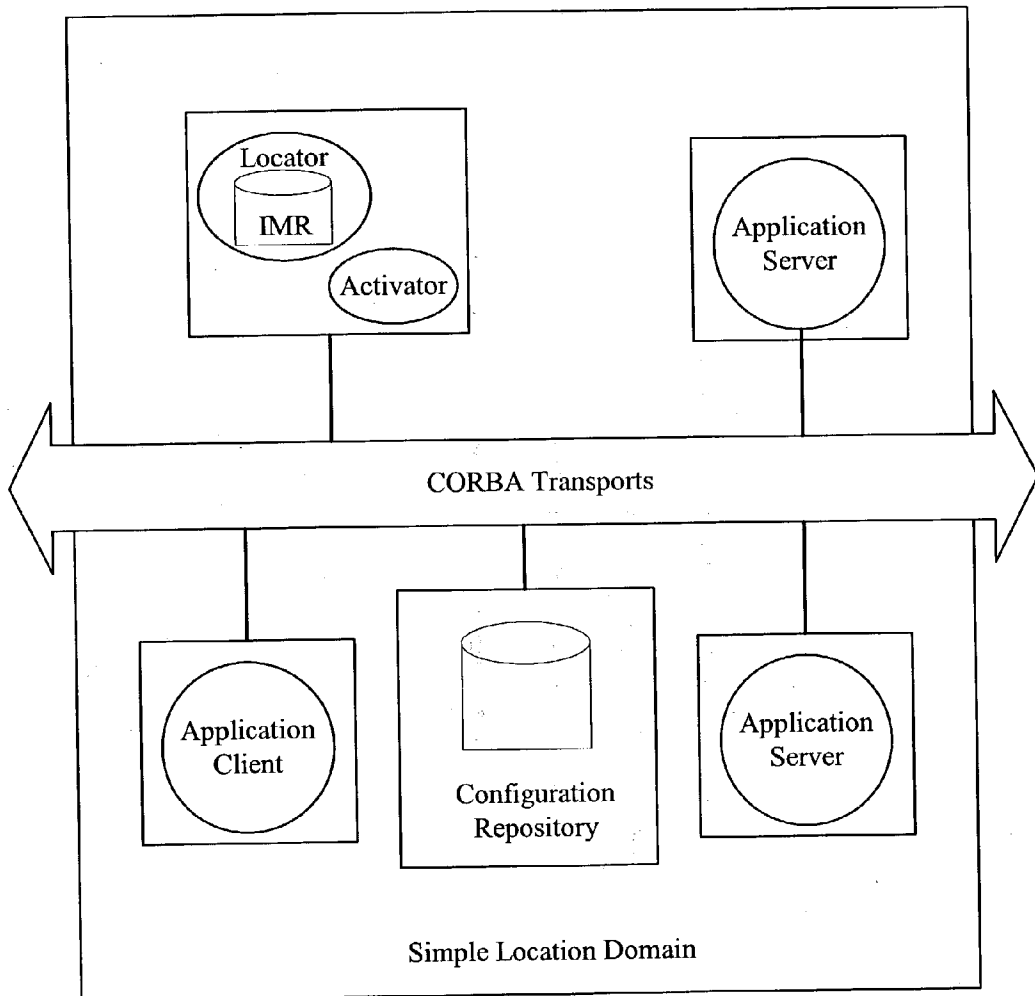 Locator
IMR
Activator
Application
Server
CORBA Transports
Application
Client
Configuration
Repository
Application
Server
Simple Location Domain